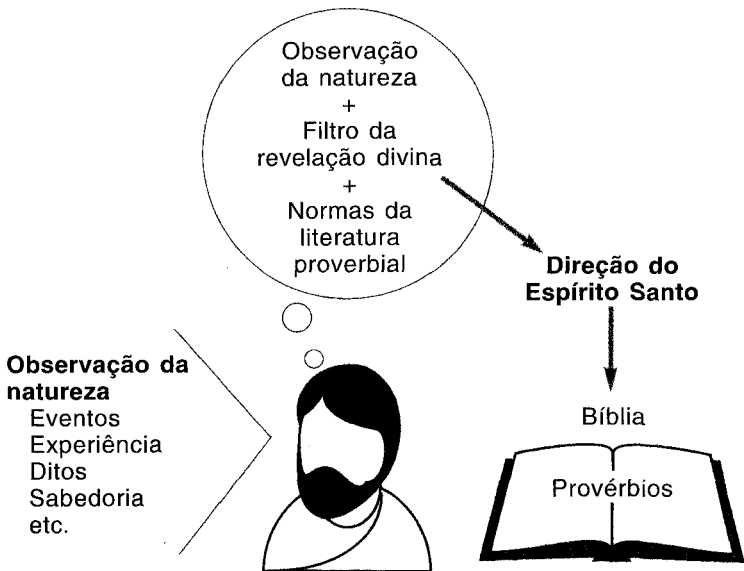 Observação
da natureza
+
Filtro da
revelação divina
+
Normas da
literatura
proverbial
Direção do
Espírito Santo
Observação da
natureza
Eventos
Experiência
Ditos
Sabedoria
etc.
Bíblia
Provérbios